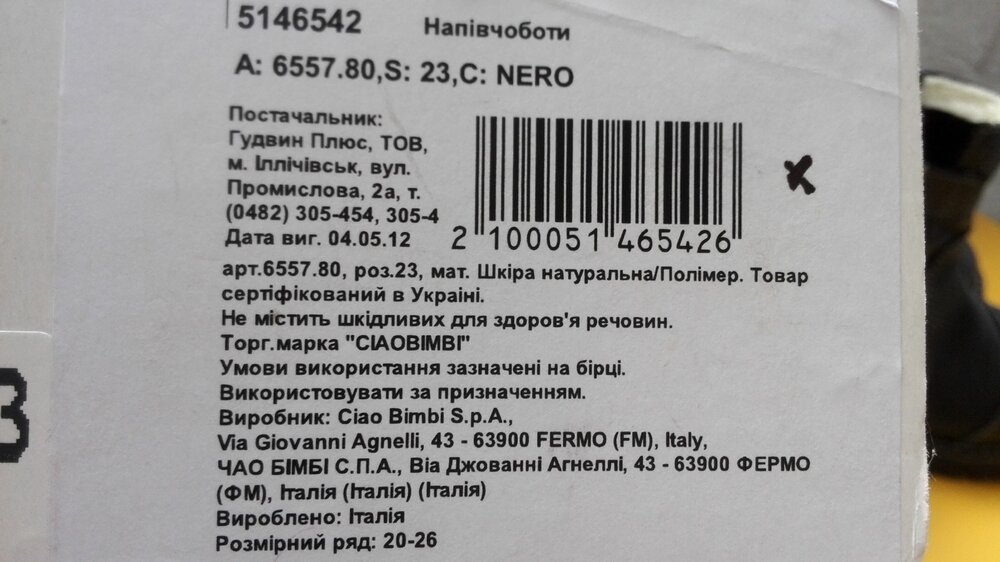 5146542 Напівчоботи
A: 6557.80,S: 23,C: NERO
Постачальник:
Гудвин Плюс, ТОВ,
м. Іллічівськ, вул.
Промислова, 2а, т.
(0482) 305-454, 305-4
Дата виг. 04.05.12
2 100051 465426
арт.6557.80, роз.23, мат. Шкіра натуральна/Полімер. Товар
сертифікований в Україні.
Не містить шкідливих для здоров'я речовин.
Торг.марка "CIAOBIMBI"
Умови використання зазначені на бірці.
Використовувати за призначенням.
Виробник: Ciao Bimbi S.p.A.,
Via Giovanni Agnelli, 43 - 63900 FERMO (FM), Italy,
ЧАО БІМБІ С.П.А., Віа Джованні Агнеллі, 43 - 63900 ФЕРМО
(ФМ), Італія (Італія) (Італія)
Вироблено: Італія
Розмірний ряд: 20-26
3